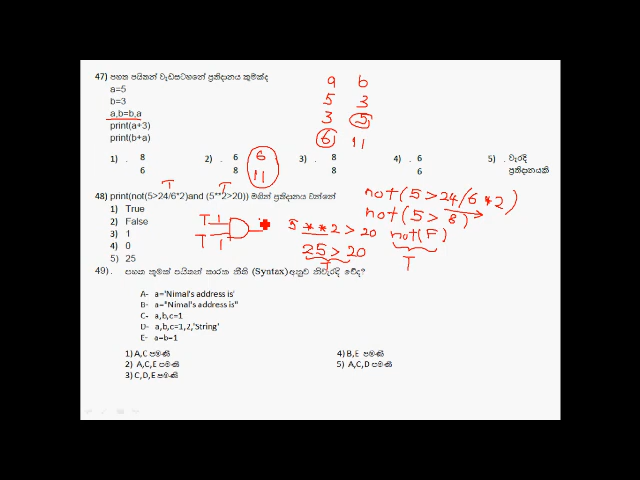 47) පහත පයිතන් වැඩසටහනේ ප්‍රතිදානය කුමක්ද
a=5
b=3
a,b=b,a
print(a+3)
print(b+a)
a b
5 3
3 5
6 11
1) . 8
6
2) . 6
8
6
11
3) . 8
8
4) . 6
6
5) . වැරදි
ප්‍රතිදානයකි
T T
48) print(not(5>24/6*2)and (5**2>20)) මගින් ප්‍රතිදානය වන්නේ
1) True
2) False
3) 1
4) 0
5) 25
T 1
T 1
5 ** 2 > 20
25 > 20
T
not(5 > 24/6 * 2)
not(5 > 8)
not(F)
T
49) . පහත කුමක් පයිතන් කාරක නීති (Syntax) අනුව නිවැරදි වේද?
A- a='Nimal's address is'
B- a="Nimal's address is"
C- a,b,c=1
D- a,b,c=1,2,'String'
E- a=b=1
1) A,C පමණි
2) A,C,E පමණි
3) C,D,E පමණි
4) B,E පමණි
5) A,C,D පමණි